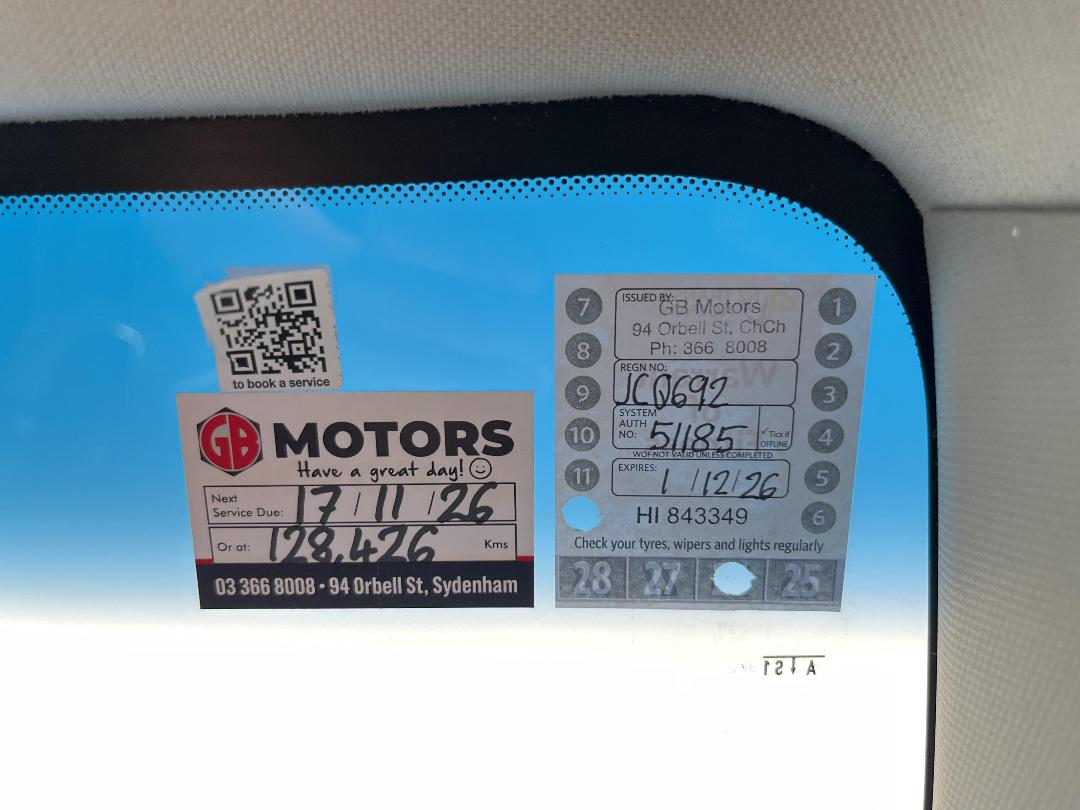 to book a service
GB MOTORS
Have a great day!
Next
Service Due: 17 / 11 / 26
Or at: 128,426 Kms
03 366 8008 • 94 Orbell St, Sydenham
7
8
9
10
11
ISSUED BY:
GB Motors
94 Orbell St, ChCh
Ph: 366 8008
REGN NO:
JCQ692
SYSTEM
AUTH
NO: 51185
✓Tick if
OFFLINE
WOF NOT VALID UNLESS COMPLETED
EXPIRES:
1 / 12 / 26
HI 843349
1
2
3
4
5
6
Check your tyres, wipers and lights regularly
28 27 25
A↓S1